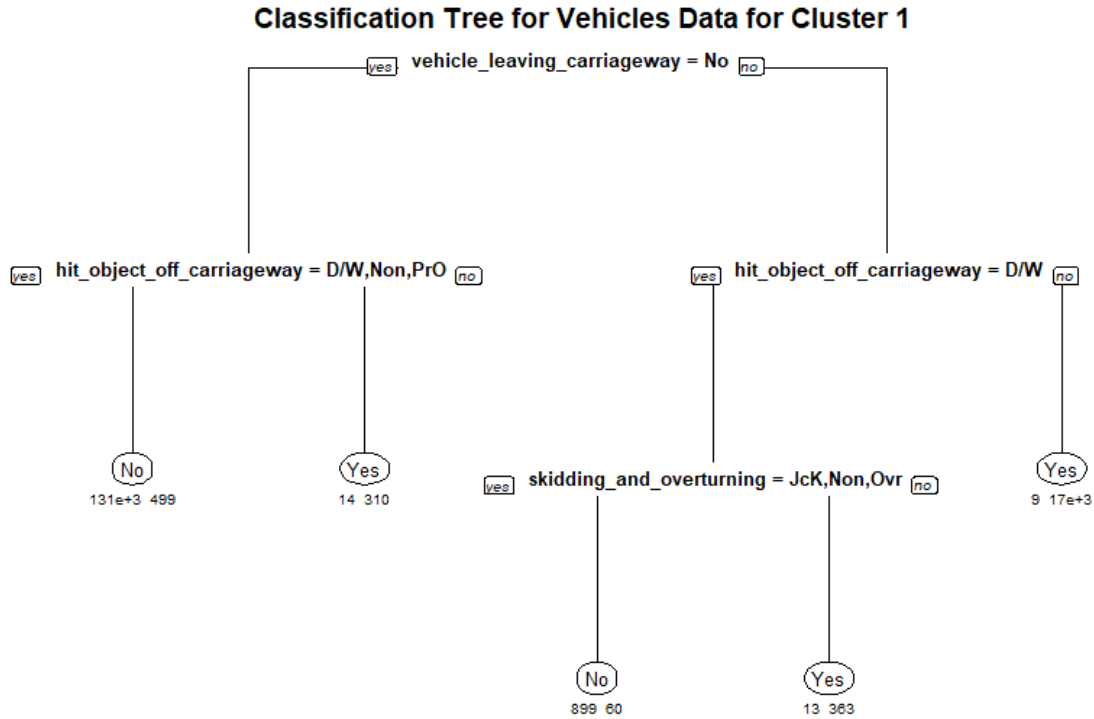 Classification Tree for Vehicles Data for Cluster 1
yes vehicle_leaving_carriageway = No no
yes hit_object_off_carriageway = D/W,Non,PrO no
yes hit_object_off_carriageway = D/W no
No
131e+3 499
Yes
14 310
yes skidding_and_overturning = JcK,Non,Ovr no
Yes
9 17e+3
No
899 60
Yes
13 363